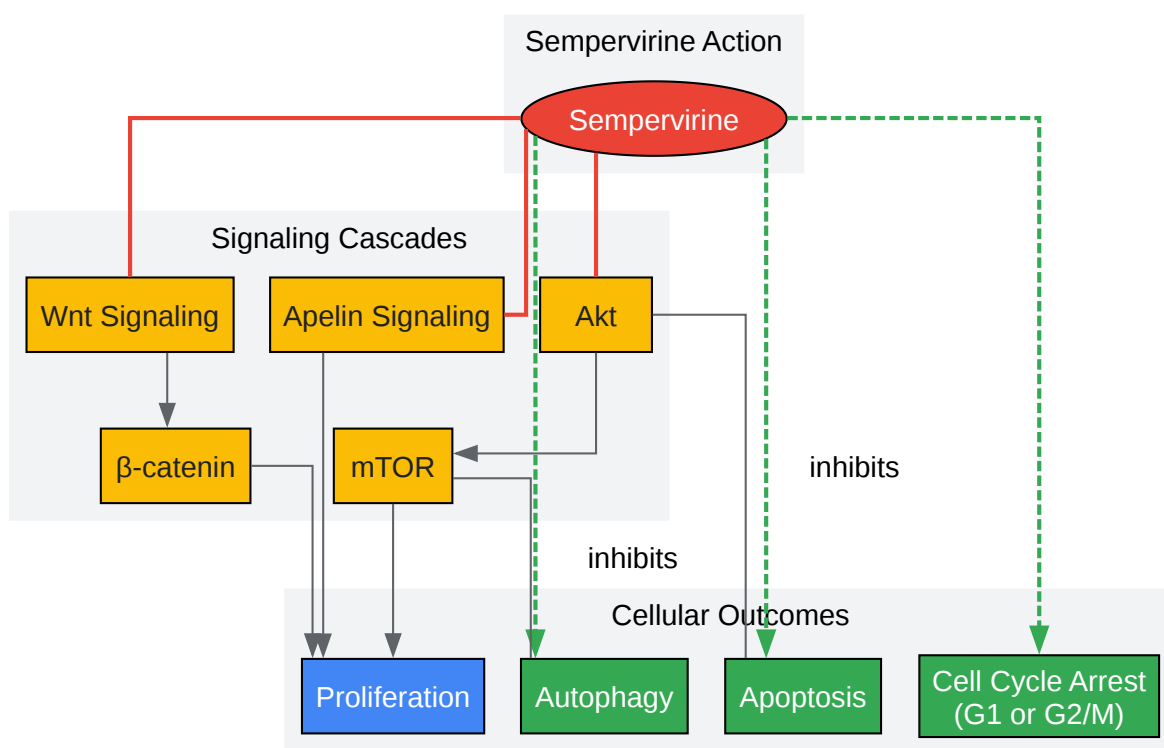 Sempervirine Action
Sempervirine
Signaling Cascades
Wnt Signaling
Apelin Signaling
Akt
β-catenin
mTOR
inhibits
inhibits
Cellular Outcomes
Proliferation
Autophagy
Apoptosis
Cell Cycle Arrest
(G1 or G2/M)